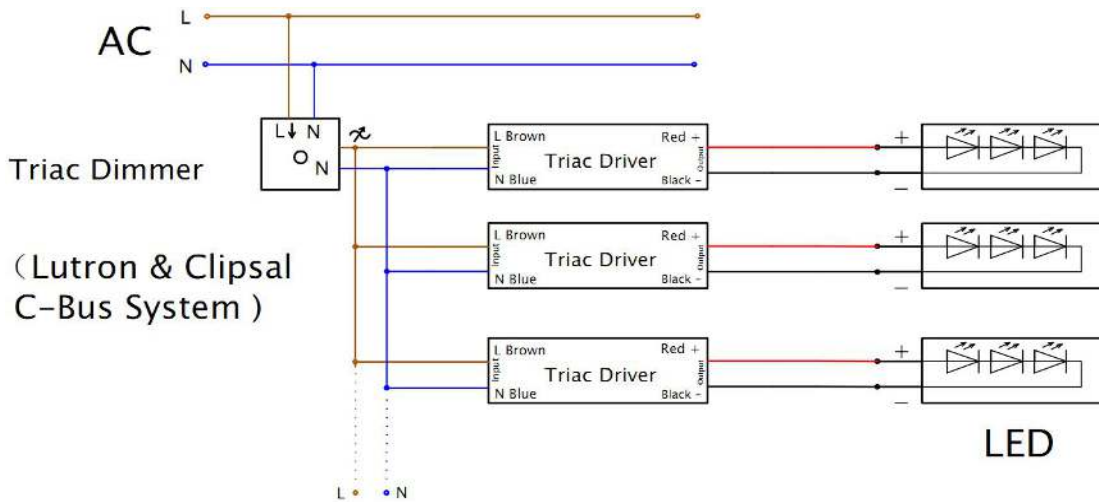 L
AC
N
L N
N
Triac Dimmer
(Lutron & Clipsal
C-Bus System )
L Brown
Input
N Blue
Triac Driver
Red +
Output
Black -
+
-
L Brown
Input
N Blue
Triac Driver
Red +
Output
Black -
+
-
L Brown
Input
N Blue
Triac Driver
Red +
Output
Black -
+
-
LED
L
N